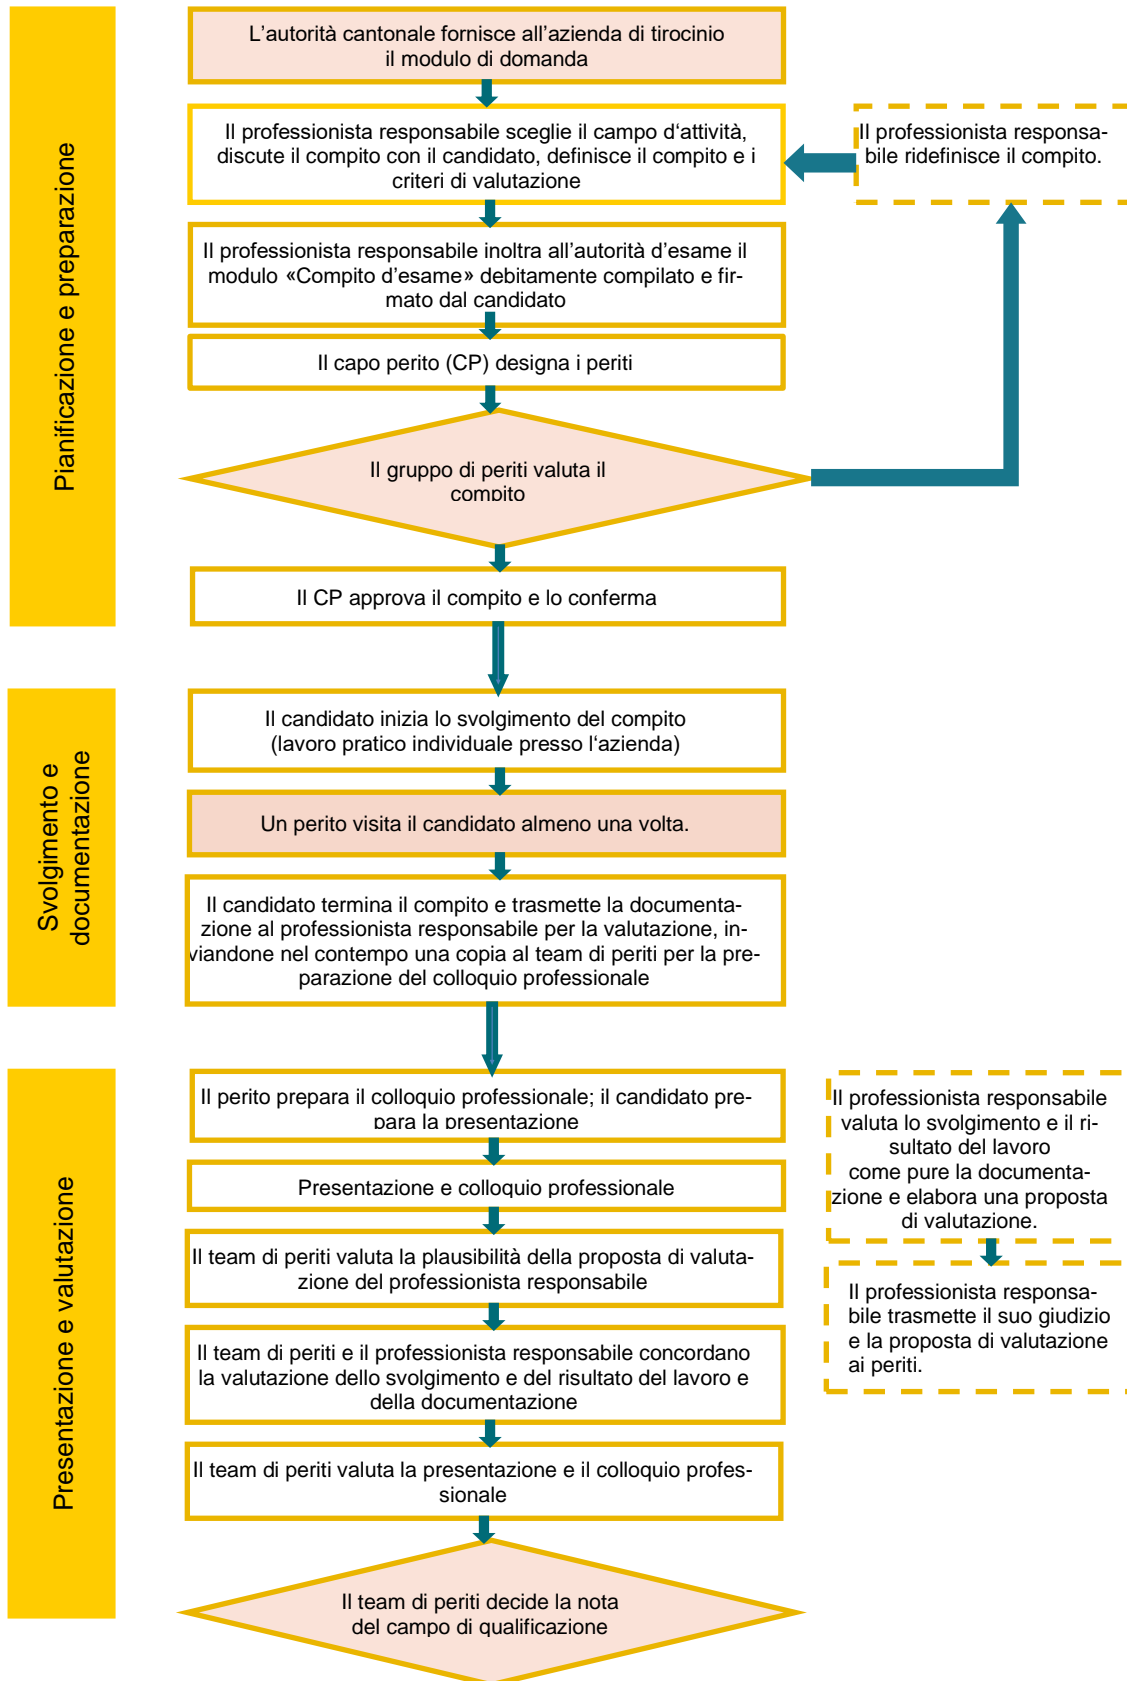 Pianificazione e preparazione
L'autorità cantonale fornisce all'azienda di tirocinio
il modulo di domanda
Il professionista responsabile sceglie il campo d'attività,
discute il compito con il candidato, definisce il compito e i
criteri di valutazione
Il professionista responsa-
bile ridefinisce il compito.
Il professionista responsabile inoltra all'autorità d'esame il
modulo «Compito d'esame» debitamente compilato e fir-
mato dal candidato
Il capo perito (CP) designa i periti
Il gruppo di periti valuta il
compito
Il CP approva il compito e lo conferma
Svolgimento e
documentazione
Il candidato inizia lo svolgimento del compito
(lavoro pratico individuale presso l'azienda)
Un perito visita il candidato almeno una volta.
Il candidato termina il compito e trasmette la documenta-
zione al professionista responsabile per la valutazione, in-
viandone nel contempo una copia al team di periti per la pre-
parazione del colloquio professionale
Presentazione e valutazione
Il perito prepara il colloquio professionale; il candidato pre-
para la presentazione
Presentazione e colloquio professionale
Il team di periti valuta la plausibilità della proposta di valuta-
zione del professionista responsabile
Il team di periti e il professionista responsabile concordano
la valutazione dello svolgimento e del risultato del lavoro e
della documentazione
Il team di periti valuta la presentazione e il colloquio profes-
sionale
Il team di periti decide la nota
del campo di qualificazione
Il professionista responsabile
valuta lo svolgimento e il ri-
sultato del lavoro
come pure la documenta-
zione e elabora una proposta
di valutazione.
Il professionista responsa-
bile trasmette il suo giudizio
e la proposta di valutazione
ai periti.